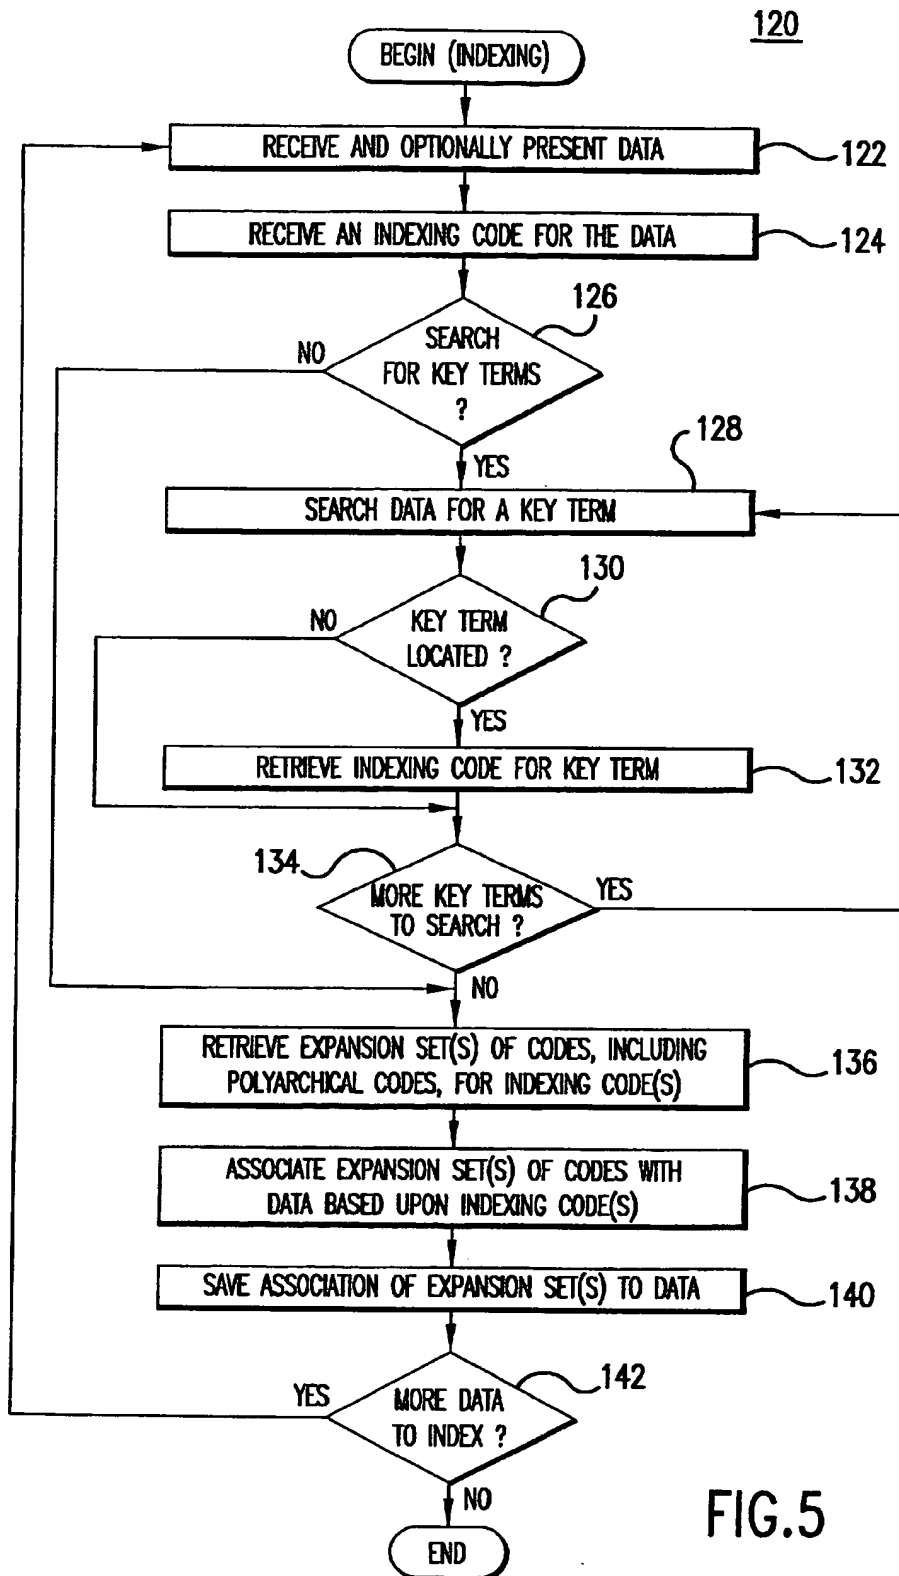 120
BEGIN (INDEXING)
RECEIVE AND OPTIONALLY PRESENT DATA
122
RECEIVE AN INDEXING CODE FOR THE DATA
124
126
SEARCH
FOR KEY TERMS
?
NO
YES
128
SEARCH DATA FOR A KEY TERM
130
KEY TERM
LOCATED ?
NO
YES
RETRIEVE INDEXING CODE FOR KEY TERM
132
134
MORE KEY TERMS
TO SEARCH ?
YES
NO
RETRIEVE EXPANSION SET(S) OF CODES, INCLUDING
POLYARCHICAL CODES, FOR INDEXING CODE(S)
136
ASSOCIATE EXPANSION SET(S) OF CODES WITH
DATA BASED UPON INDEXING CODE(S)
138
SAVE ASSOCIATION OF EXPANSION SET(S) TO DATA
140
142
YES
MORE DATA
TO INDEX ?
NO
END
FIG.5